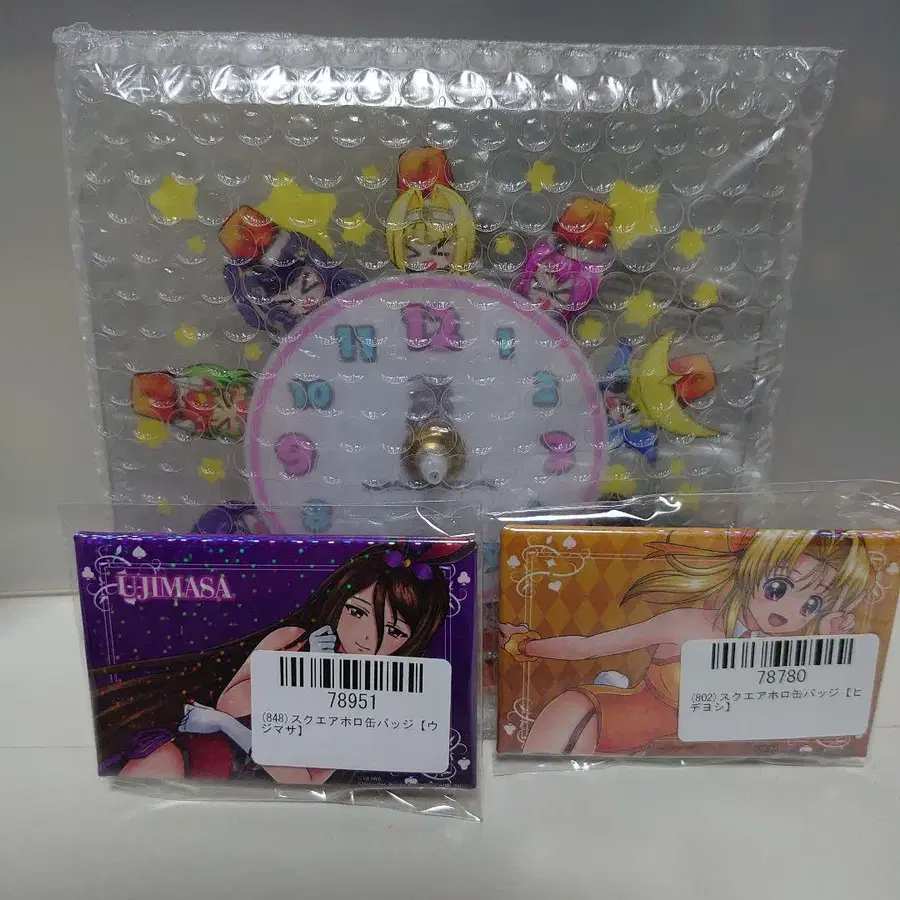 12
11
1
10
2
9
UJIMASA
78951
(848)スクエアホロ缶バッジ【ウ
ジマサ】
78780
(802)スクエアホロ缶バッジ【ヒ
デヨシ】